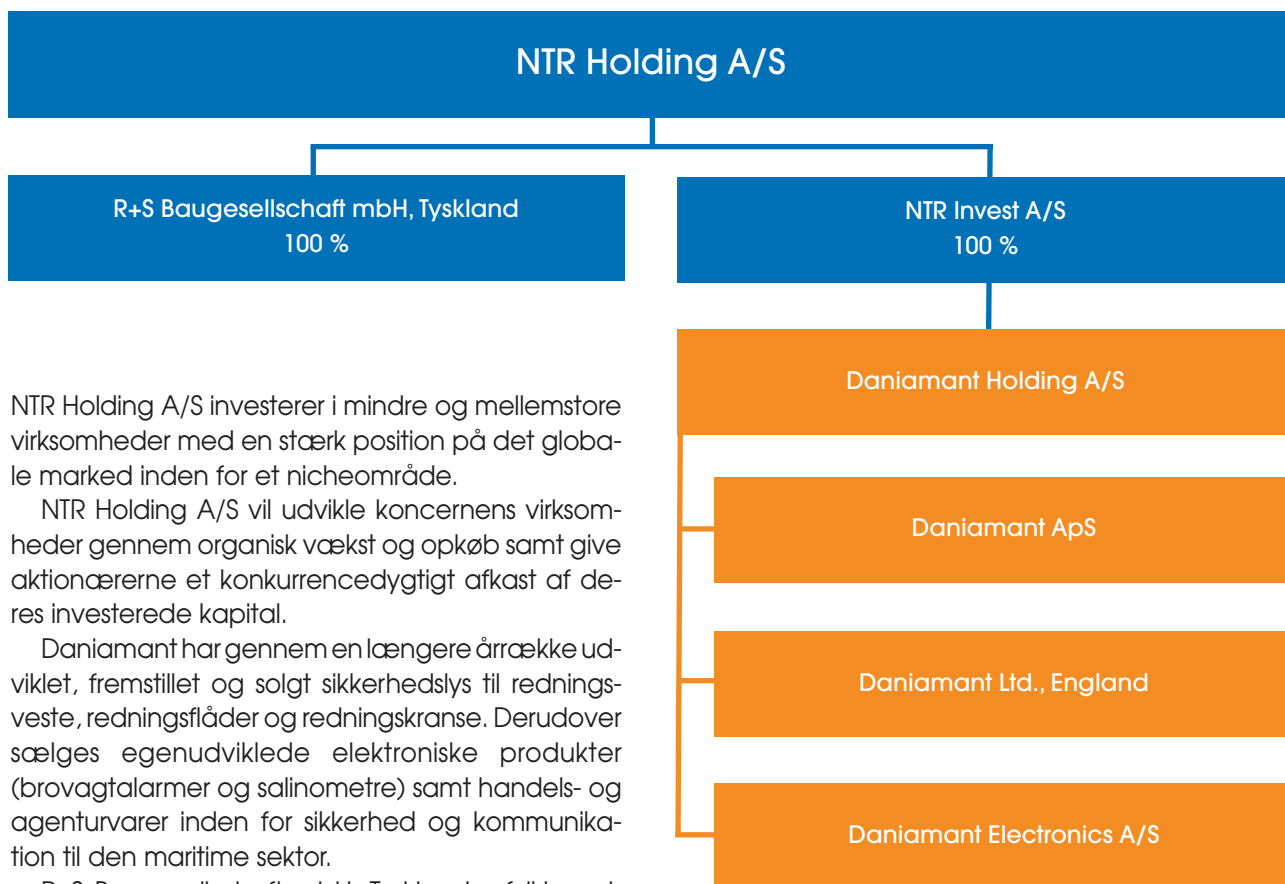 NTR Holding A/S
R+S Baugesellschaft mbH, Tyskland
100 %
NTR Invest A/S
100 %
Daniamant Holding A/S
Daniamant ApS
Daniamant Ltd., England
Daniamant Electronics A/S
NTR Holding A/S investerer i mindre og mellemstore
virksomheder med en stærk position på det globa-
le marked inden for et nicheområde.
NTR Holding A/S vil udvikle koncernens virksom-
heder gennem organisk vækst og opkøb samt give
aktionærerne et konkurrencedygtigt afkast af de-
res investerede kapital.
Daniamant har gennem en længere årrække ud-
viklet, fremstillet og solgt sikkerhedslys til rednings-
veste, redningsflåder og redningskranse. Derudover
sælges egenudviklede elektroniske produkter
(brovagtalarmer og salinometre) samt handels- og
agenturvarer inden for sikkerhed og kommunika-
tion til den maritime sektor.